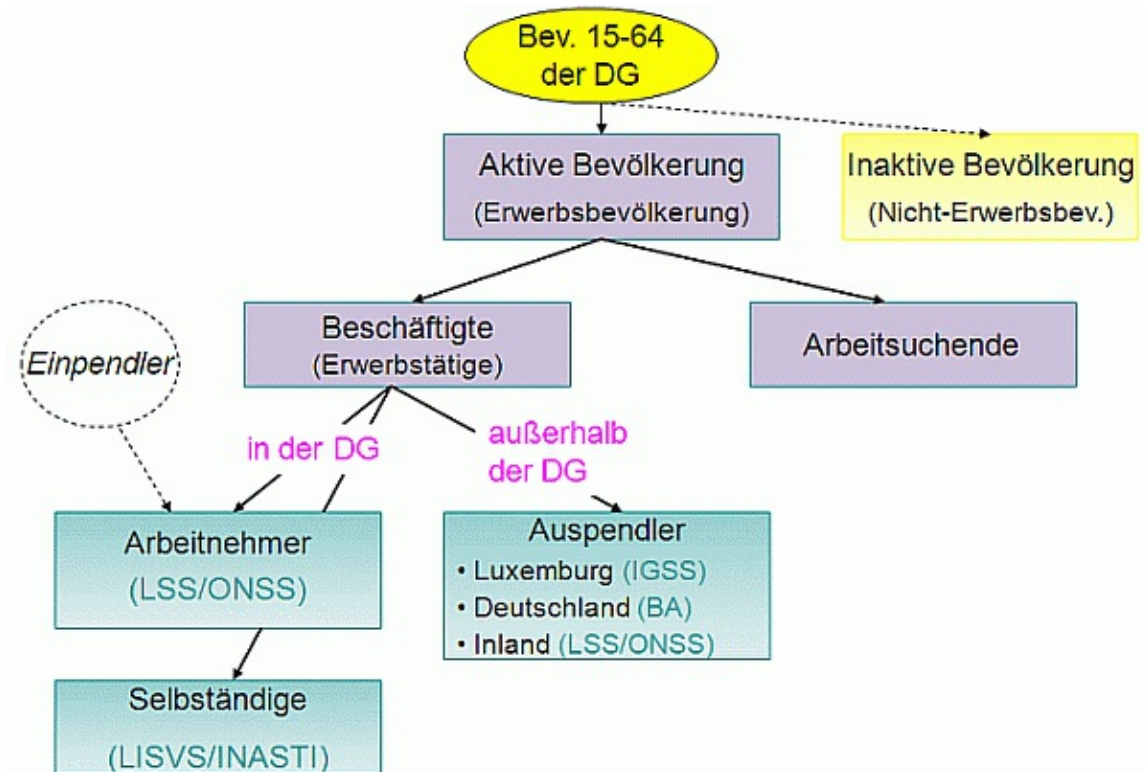 Bev. 15-64
der DG
Aktive Bevölkerung
(Erwerbsbevölkerung)
Inaktive Bevölkerung
(Nicht-Erwerbsbev.)
Beschäftigte
(Erwerbstätige)
Arbeitsuchende
Einpendler
in der DG
außerhalb
der DG
Arbeitnehmer
(LSS/ONSS)
Auspendler
• Luxemburg (IGSS)
• Deutschland (BA)
• Inland (LSS/ONSS)
Selbständige
(LISVS/INASTI)